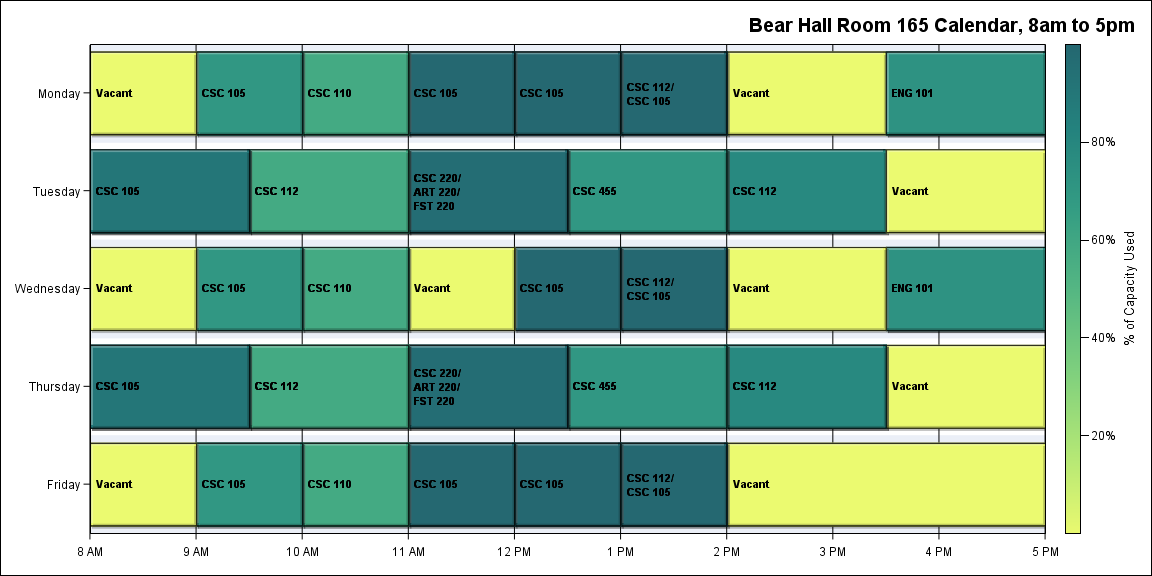 Bear Hall Room 165 Calendar, 8am to 5pm
Monday
Vacant
CSC 105
CSC 110
CSC 105
CSC 105
CSC 112/
CSC 105
Vacant
ENG 101
Tuesday
CSC 105
CSC 112
CSC 220/
ART 220/
FST 220
CSC 455
CSC 112
Vacant
Wednesday
Vacant
CSC 105
CSC 110
Vacant
CSC 105
CSC 112/
CSC 105
Vacant
ENG 101
Thursday
CSC 105
CSC 112
CSC 220/
ART 220/
FST 220
CSC 455
CSC 112
Vacant
Friday
Vacant
CSC 105
CSC 110
CSC 105
CSC 105
CSC 112/
CSC 105
Vacant
8 AM
9 AM
10 AM
11 AM
12 PM
1 PM
2 PM
3 PM
4 PM
5 PM
80%
60%
40%
20%
% of Capacity Used